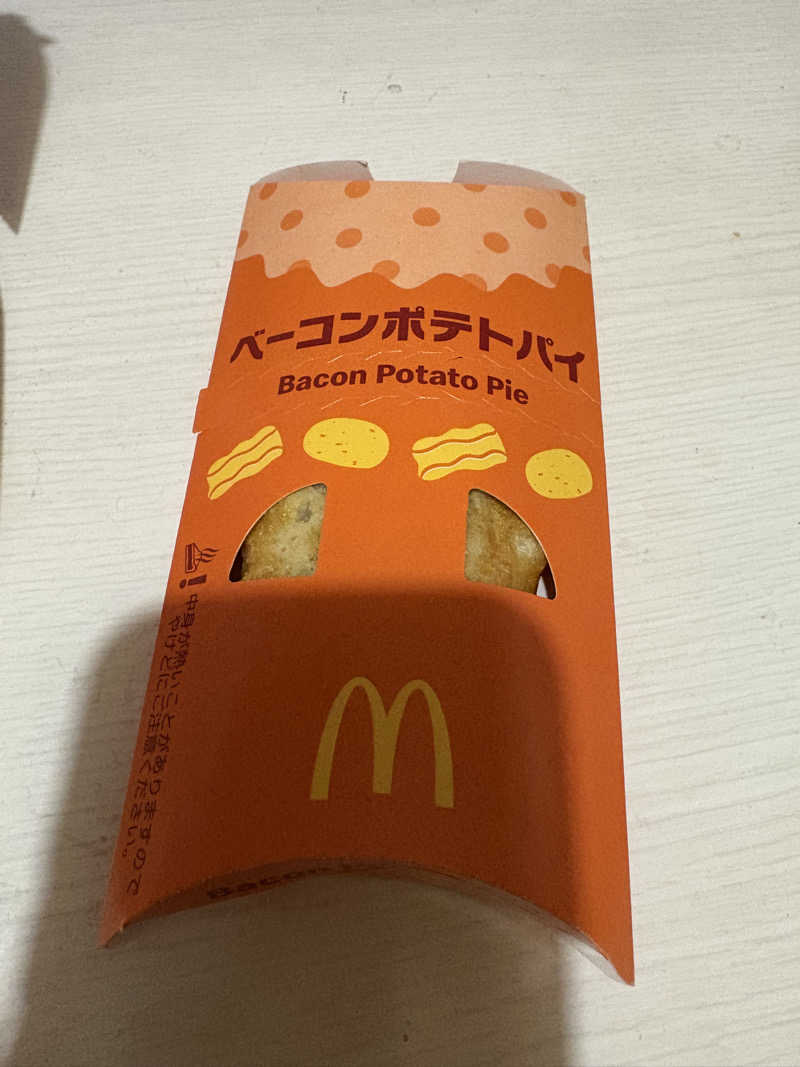 ベーコンポテトパイ
Bacon Potato Pie
中身が熱いことがありますので
やけどにご注意ください。
Bacon